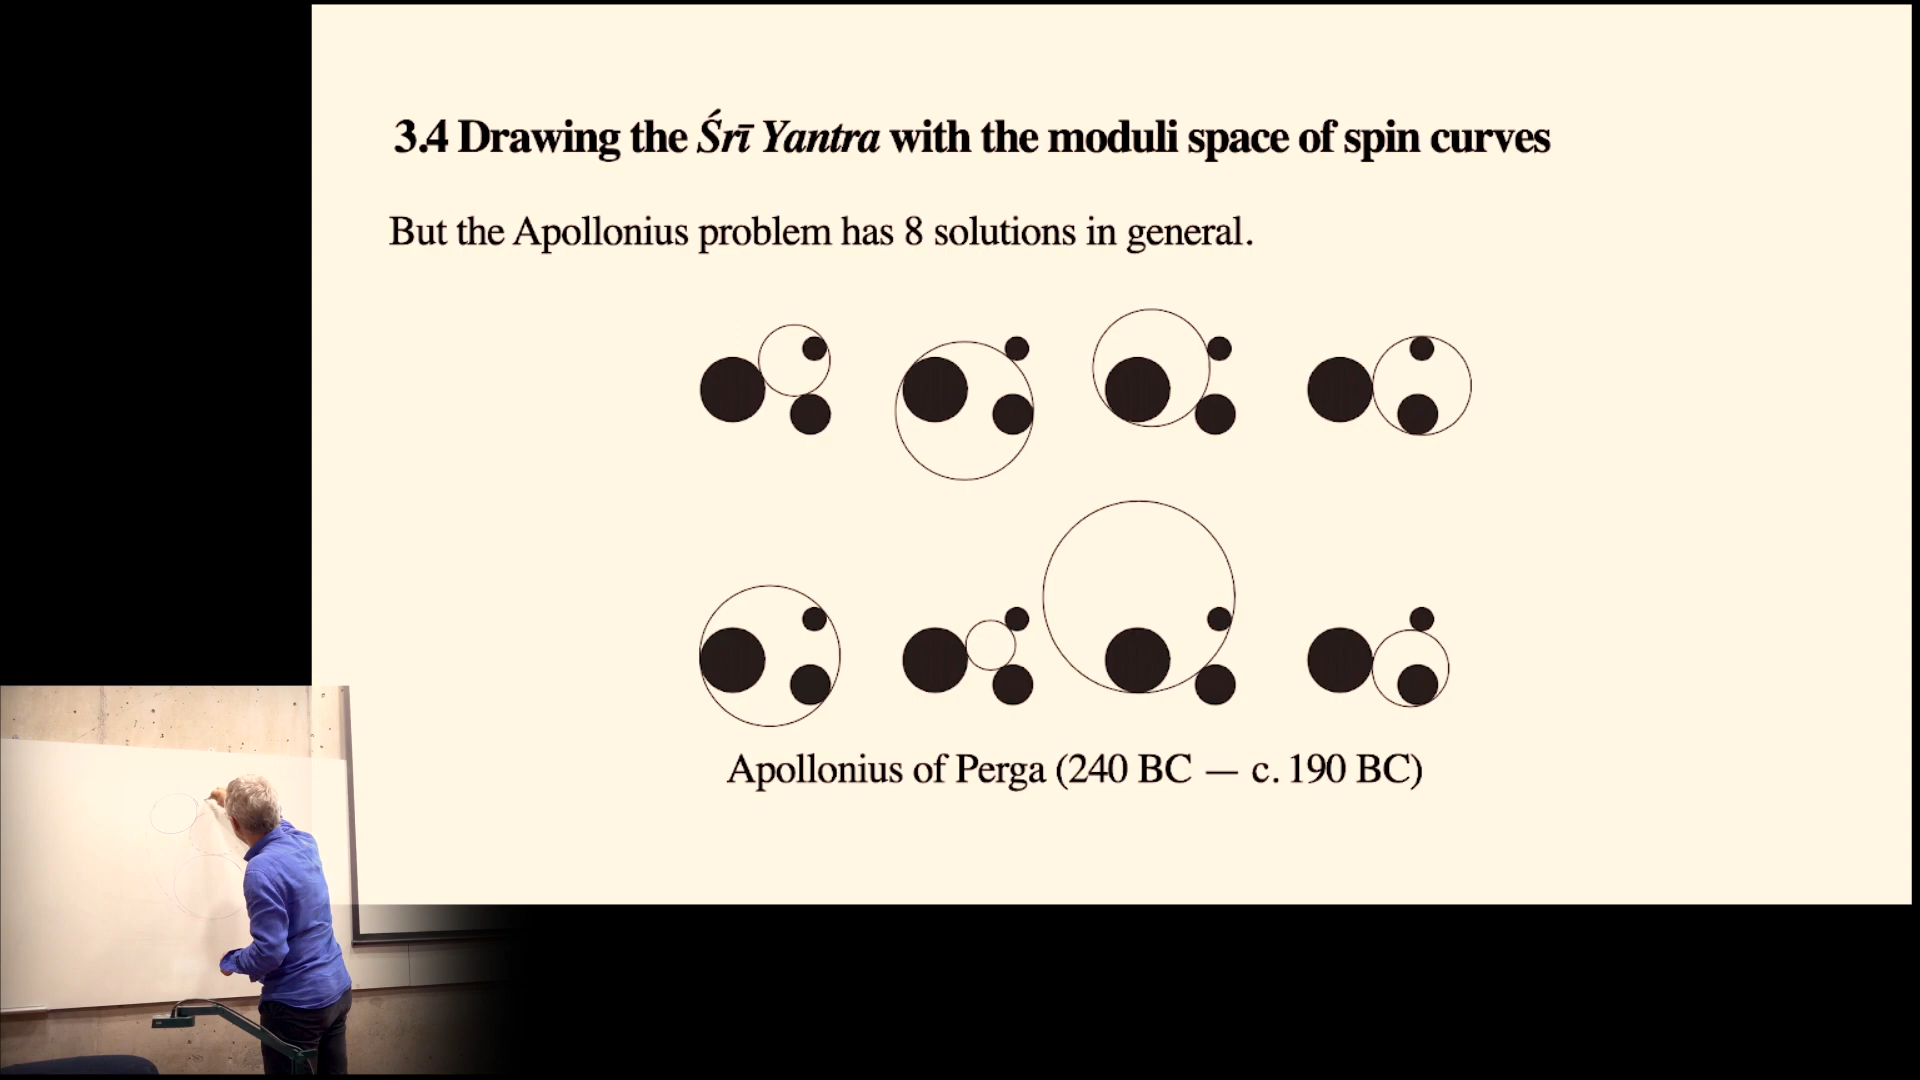 3.4 Drawing the Śrī Yantra with the moduli space of spin curves
But the Apollonius problem has 8 solutions in general.
Apollonius of Perga (240 BC — c. 190 BC)